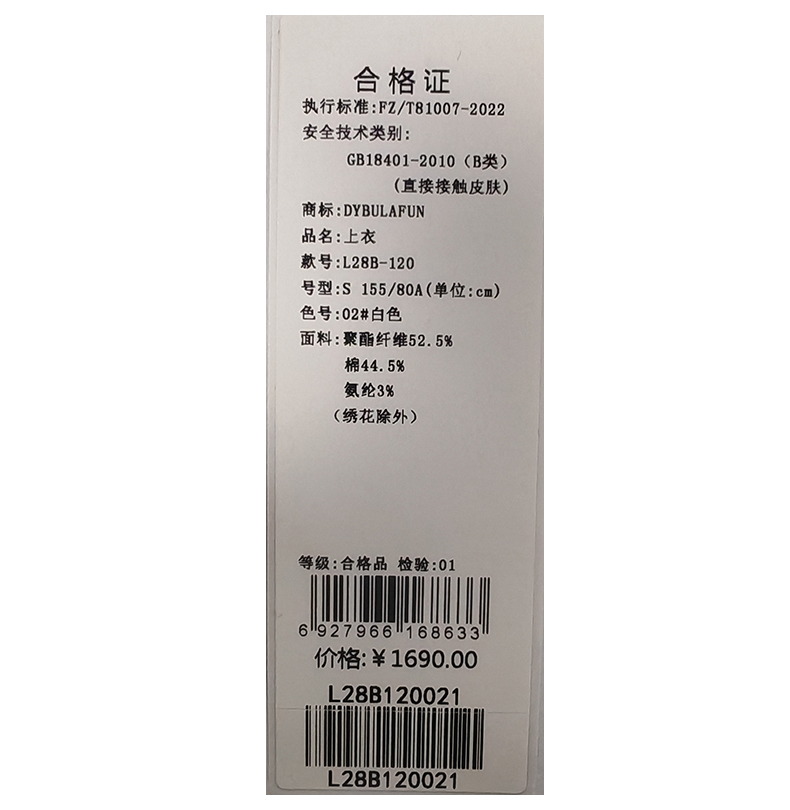 合格证
执行标准:FZ/T81007-2022
安全技术类别:
GB18401-2010（B类）
(直接接触皮肤)
商标:DYBULAFUN
品名:上衣
款号:L28B-120
号型:S 155/80A(单位:cm)
色号:02#白色
面料:聚酯纤维52.5%
棉44.5%
氨纶3%
（绣花除外）
等级:合格品 检验:01
6 927966 168633
价格:￥1690.00
L28B120021
L28B120021